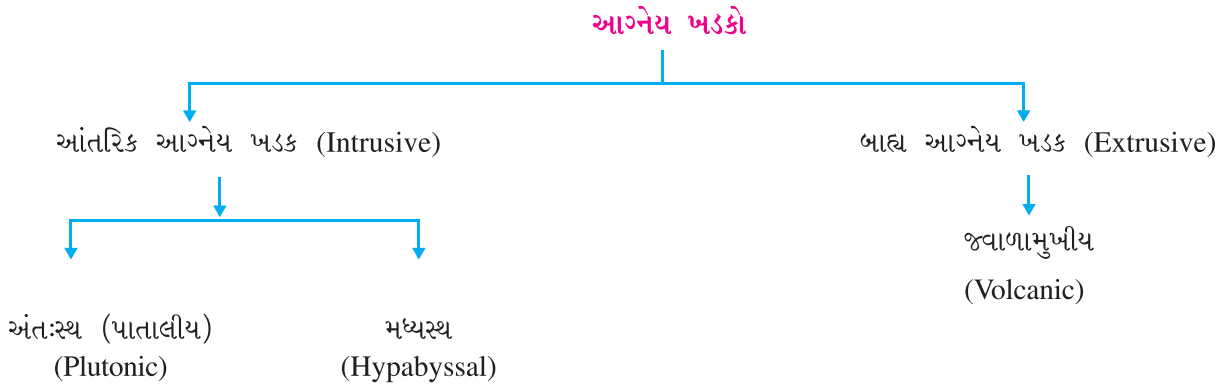 આગ્નેય ખડકો
આંતરિક આગ્નેય ખડક (Intrusive)
બાહ્ય આગ્નેય ખડક (Extrusive)
જ્વાળામુખીય
(Volcanic)
અંતઃસ્થ (પાતાલીય)
(Plutonic)
મધ્યસ્થ
(Hypabyssal)